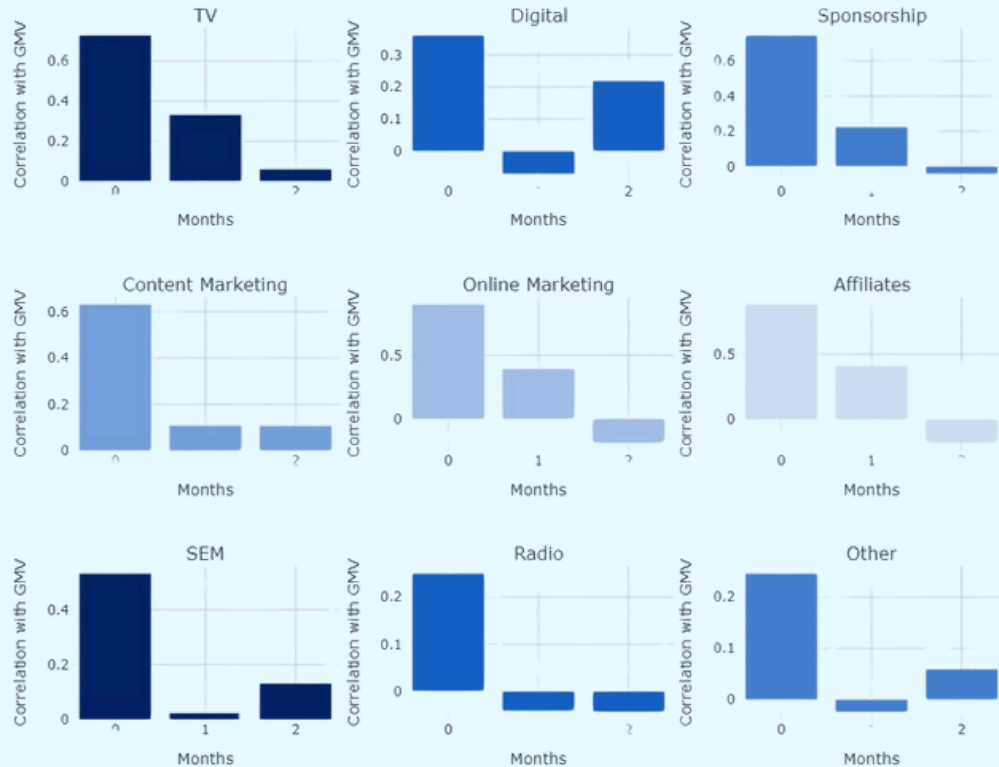 TV
Correlation with GMV
0.6
0.4
0.2
0
0
2
Months
Digital
Correlation with GMV
0.3
0.2
0.1
0
0
2
Months
Sponsorship
Correlation with GMV
0.6
0.4
0.2
0
0
2
Months
Content Marketing
Correlation with GMV
0.6
0.4
0.2
0
0
2
Months
Online Marketing
Correlation with GMV
0.5
0
0
1
2
Months
Affiliates
Correlation with GMV
0.5
0
0
1
Months
SEM
Correlation with GMV
0.4
0.2
0
0
1
2
Months
Radio
Correlation with GMV
0.2
0.1
0
0
2
Months
Other
Correlation with GMV
0.2
0.1
0
0
2
Months